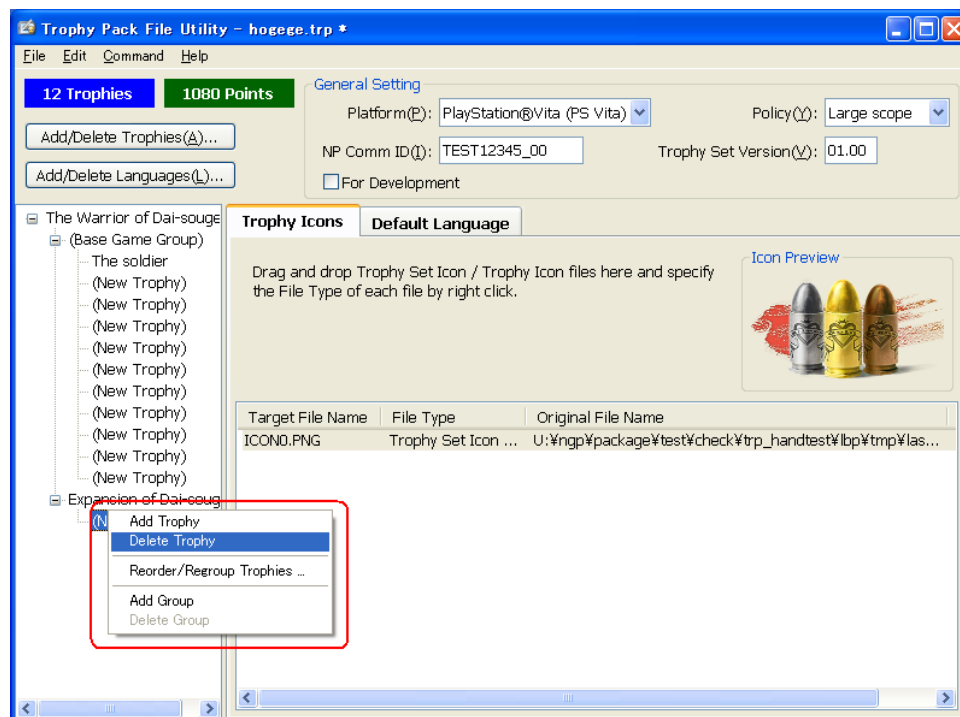 Trophy Pack File Utility - hogege.trp *
File Edit Command Help
12 Trophies 1080 Points
General Setting
Platform(P): PlayStation®Vita (PS Vita) Policy(Y): Large scope
Add/Delete Trophies(A)...
NP Comm ID(I): TEST12345_00 Trophy Set Version(V): 01.00
Add/Delete Languages(L)...
For Development
The Warrior of Dai-souge
(Base Game Group)
The soldier
(New Trophy)
(New Trophy)
(New Trophy)
(New Trophy)
(New Trophy)
(New Trophy)
(New Trophy)
(New Trophy)
(New Trophy)
(New Trophy)
Expansion of Dai-soug
(N
Add Trophy
Delete Trophy
Reorder/Regroup Trophies ...
Add Group
Delete Group
Trophy Icons Default Language
Drag and drop Trophy Set Icon / Trophy Icon files here and specify
the File Type of each file by right click.
Icon Preview
Target File Name File Type Original File Name
ICON0.PNG Trophy Set Icon ... U:¥ngp¥package¥test¥check¥trp_handtest¥lbp¥tmp¥las...